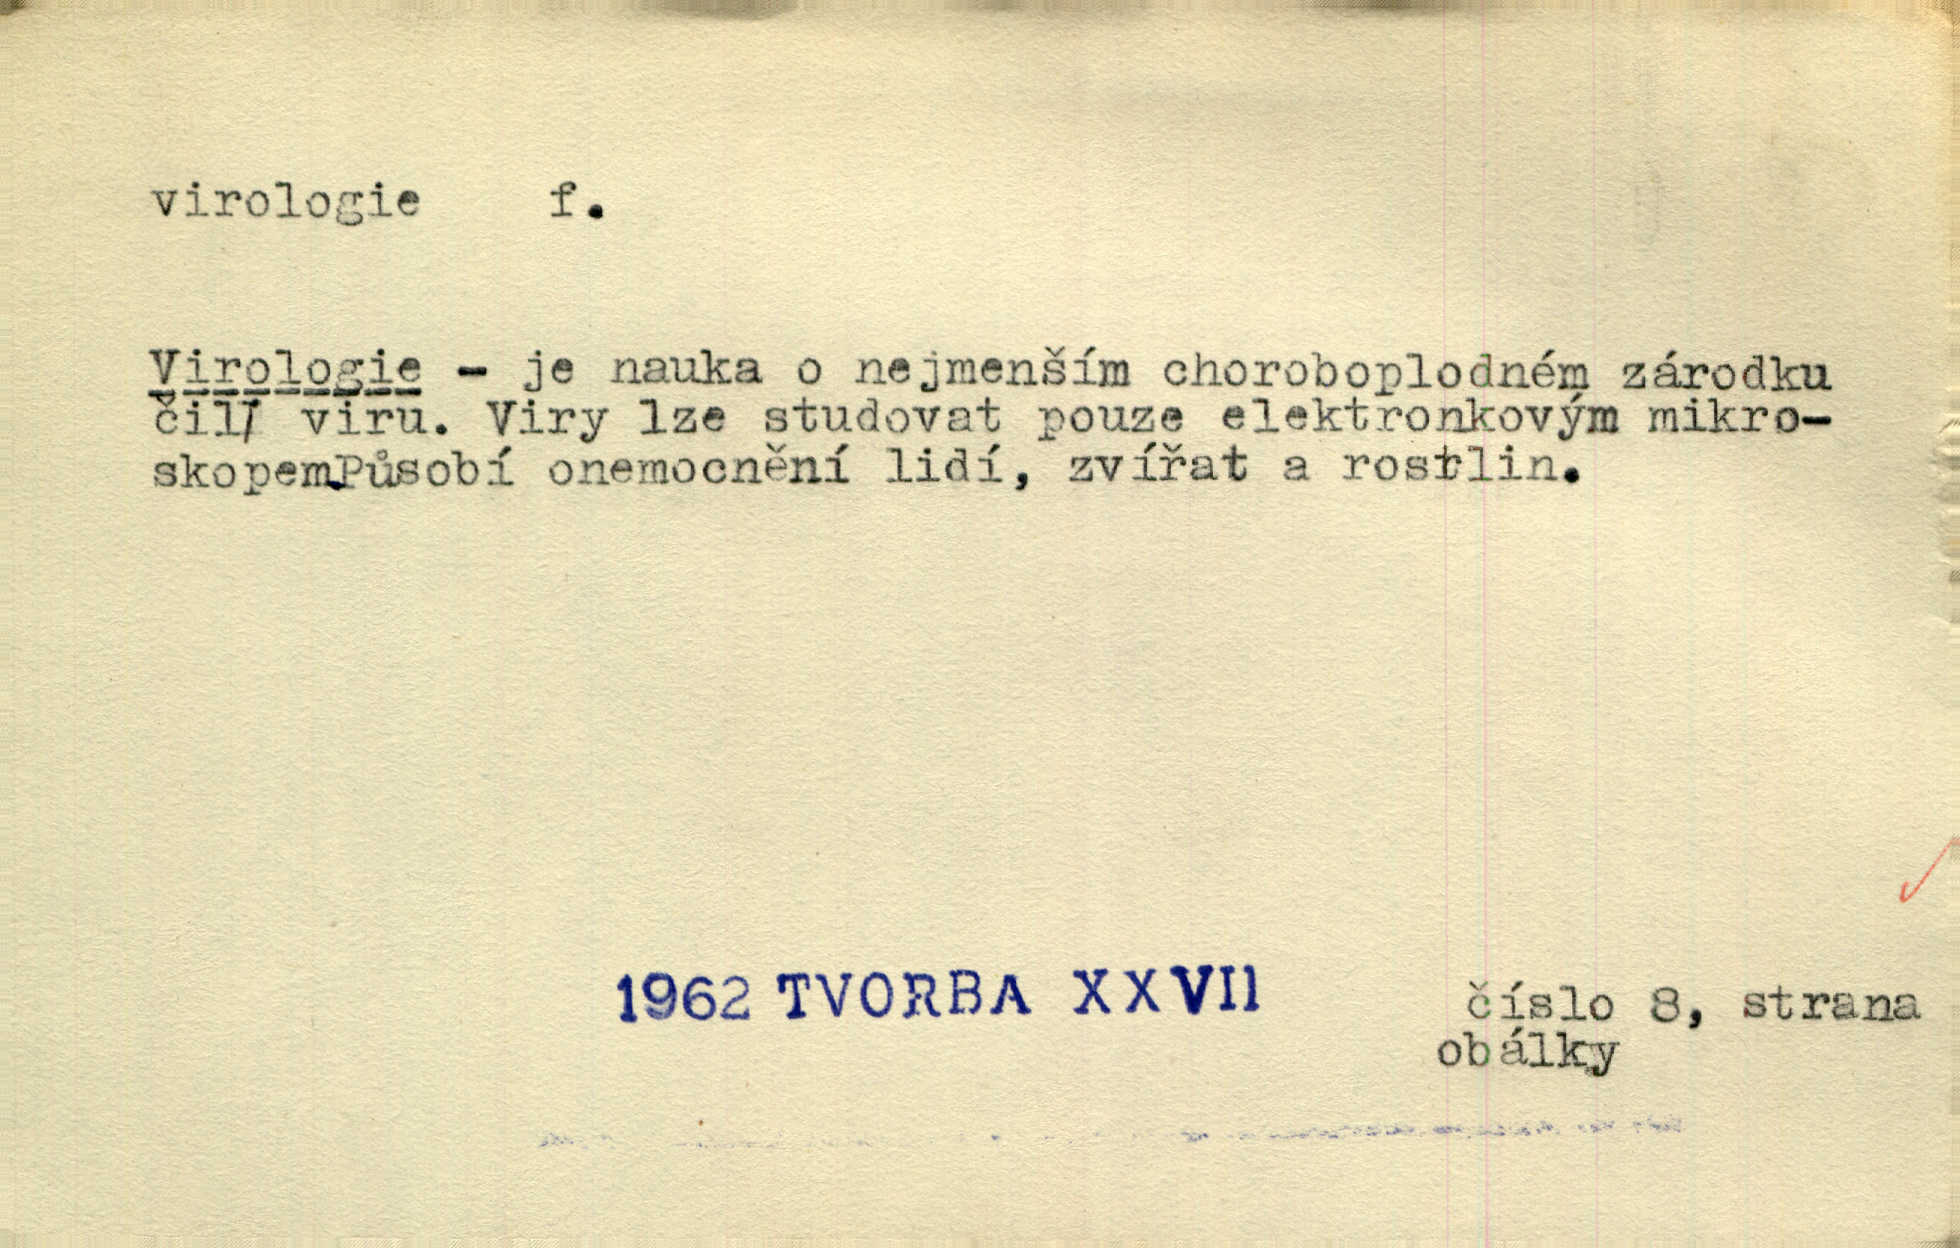 virologie f.
Virologie - je nauka o nejmenším choroboplodném zárodku
čili viru. Viry lze studovat pouze elektronkovým mikro-
skopem.Působí onemocnění lidí, zvířat a rostlin.
1962 TVORBA XXVII
číslo 8, strana
obálky